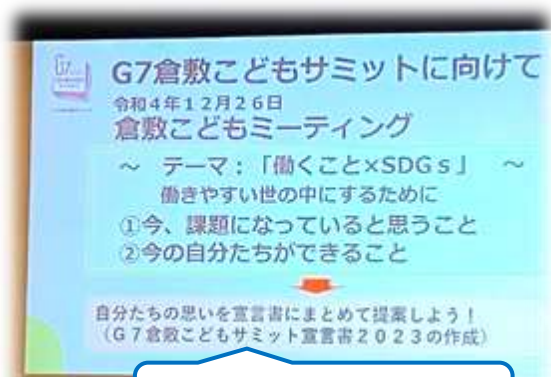 G7倉敷こどもサミットに向けて
令和4年12月26日
倉敷こどもミーティング
～ テーマ:「働くこと×SDGs」 ～
働きやすい世の中にするために
①今、課題になっていると思うこと
②今の自分たちができること
自分たちの思いを宣言書にまとめて提案しよう!
(G7倉敷こどもサミット宣言書2023の作成)